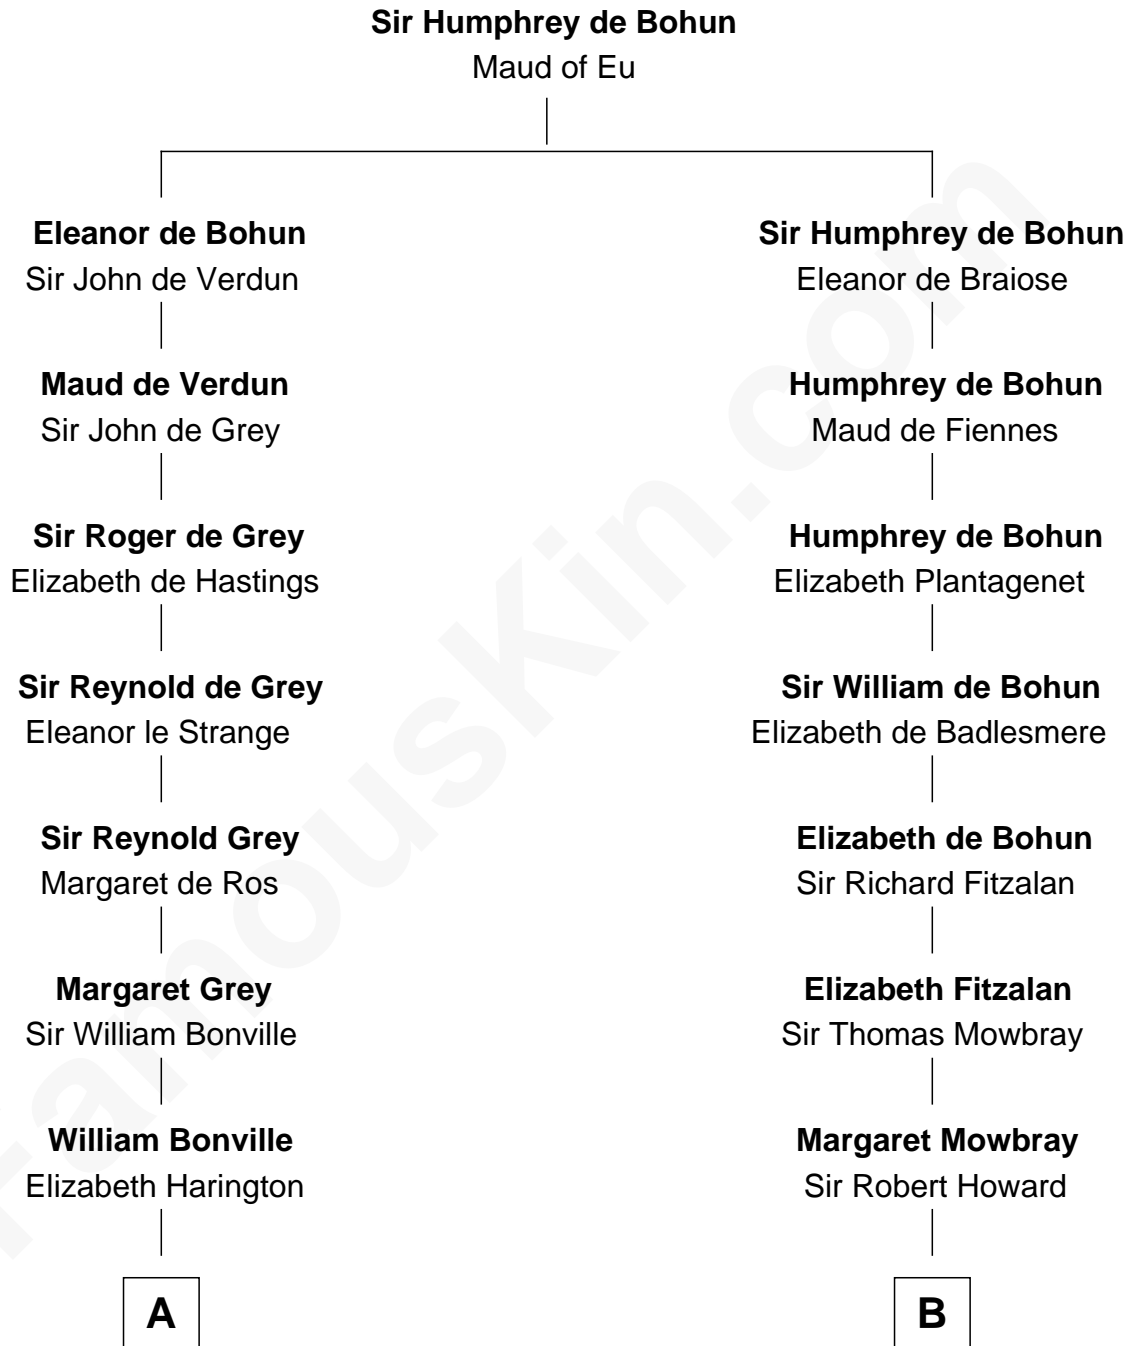 Sir Humphrey de Bohun
Maud of Eu
Eleanor de Bohun
Sir John de Verdun
Maud de Verdun
Sir John de Grey
Sir Roger de Grey
Elizabeth de Hastings
Sir Reynold de Grey
Eleanor le Strange
Sir Reynold Grey
Margaret de Ros
Margaret Grey
Sir William Bonville
William Bonville
Elizabeth Harington
A
Sir Humphrey de Bohun
Eleanor de Braiose
Humphrey de Bohun
Maud de Fiennes
Humphrey de Bohun
Elizabeth Plantagenet
Sir William de Bohun
Elizabeth de Badlesmere
Elizabeth de Bohun
Sir Richard Fitzalan
Elizabeth Fitzalan
Sir Thomas Mowbray
Margaret Mowbray
Sir Robert Howard
B
FamousKin.com